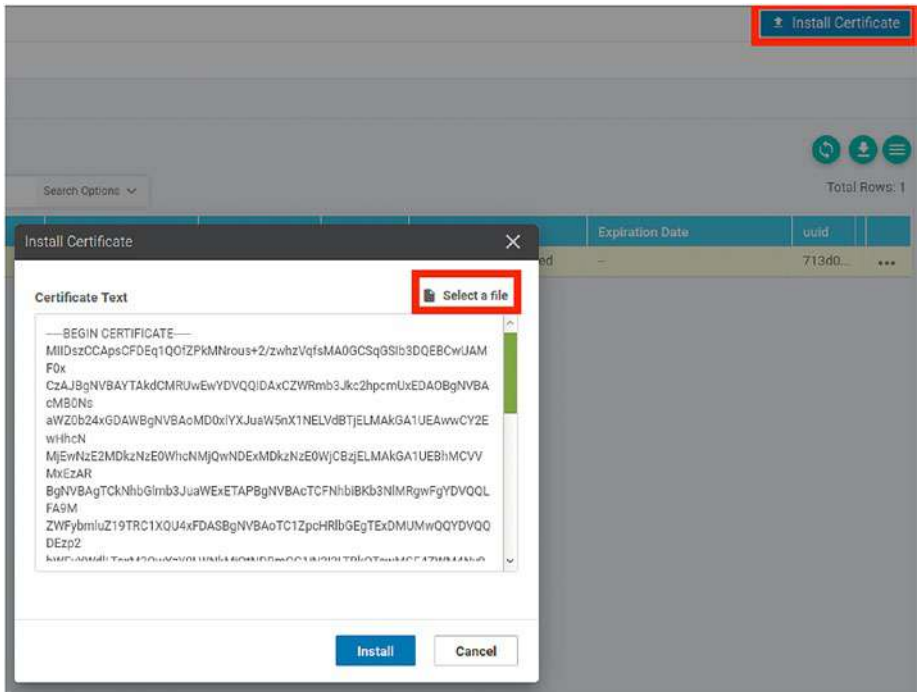 Install Certificate
Search Options
Total Rows: 1
Expiration Date
uuid
ed
--
713d0...
Install Certificate
Certificate Text
Select a file
-----BEGIN CERTIFICATE-----
MIIDszCCApsCFDEq1QOfZPkMNrous+2/zwhzVqfsMA0GCSqGSIb3DQEBCwUAM
F0x
CzAJBgNVBAYTAkdCMRUwEwYDVQQIDAxCZWRmb3Jkc2hpcmUxEDAOBgNVBA
cMB0Ns
aWZ0b24xGDAWBgNVBAoMD0xlYXJuaW5nX1NELVdBTjELMAkGA1UEAwwCY2E
wHhcN
MjEwNzE2MDkzNzE0WhcNMjQwNDExMDkzNzE0WjCBzjELMAkGA1UEBhMCVV
MxEzAR
BgNVBAgTCkNhbGlmb3JuaWExETAPBgNVBAcTCFNhbiBKb3NlMRgwFgYDVQQL
FA9M
ZWFybmluZ19TRC1XQU4xFDASBgNVBAoTC1ZpcHRlbGEgTExDMUMwQQYDVQQ
DEzp2
Install
Cancel